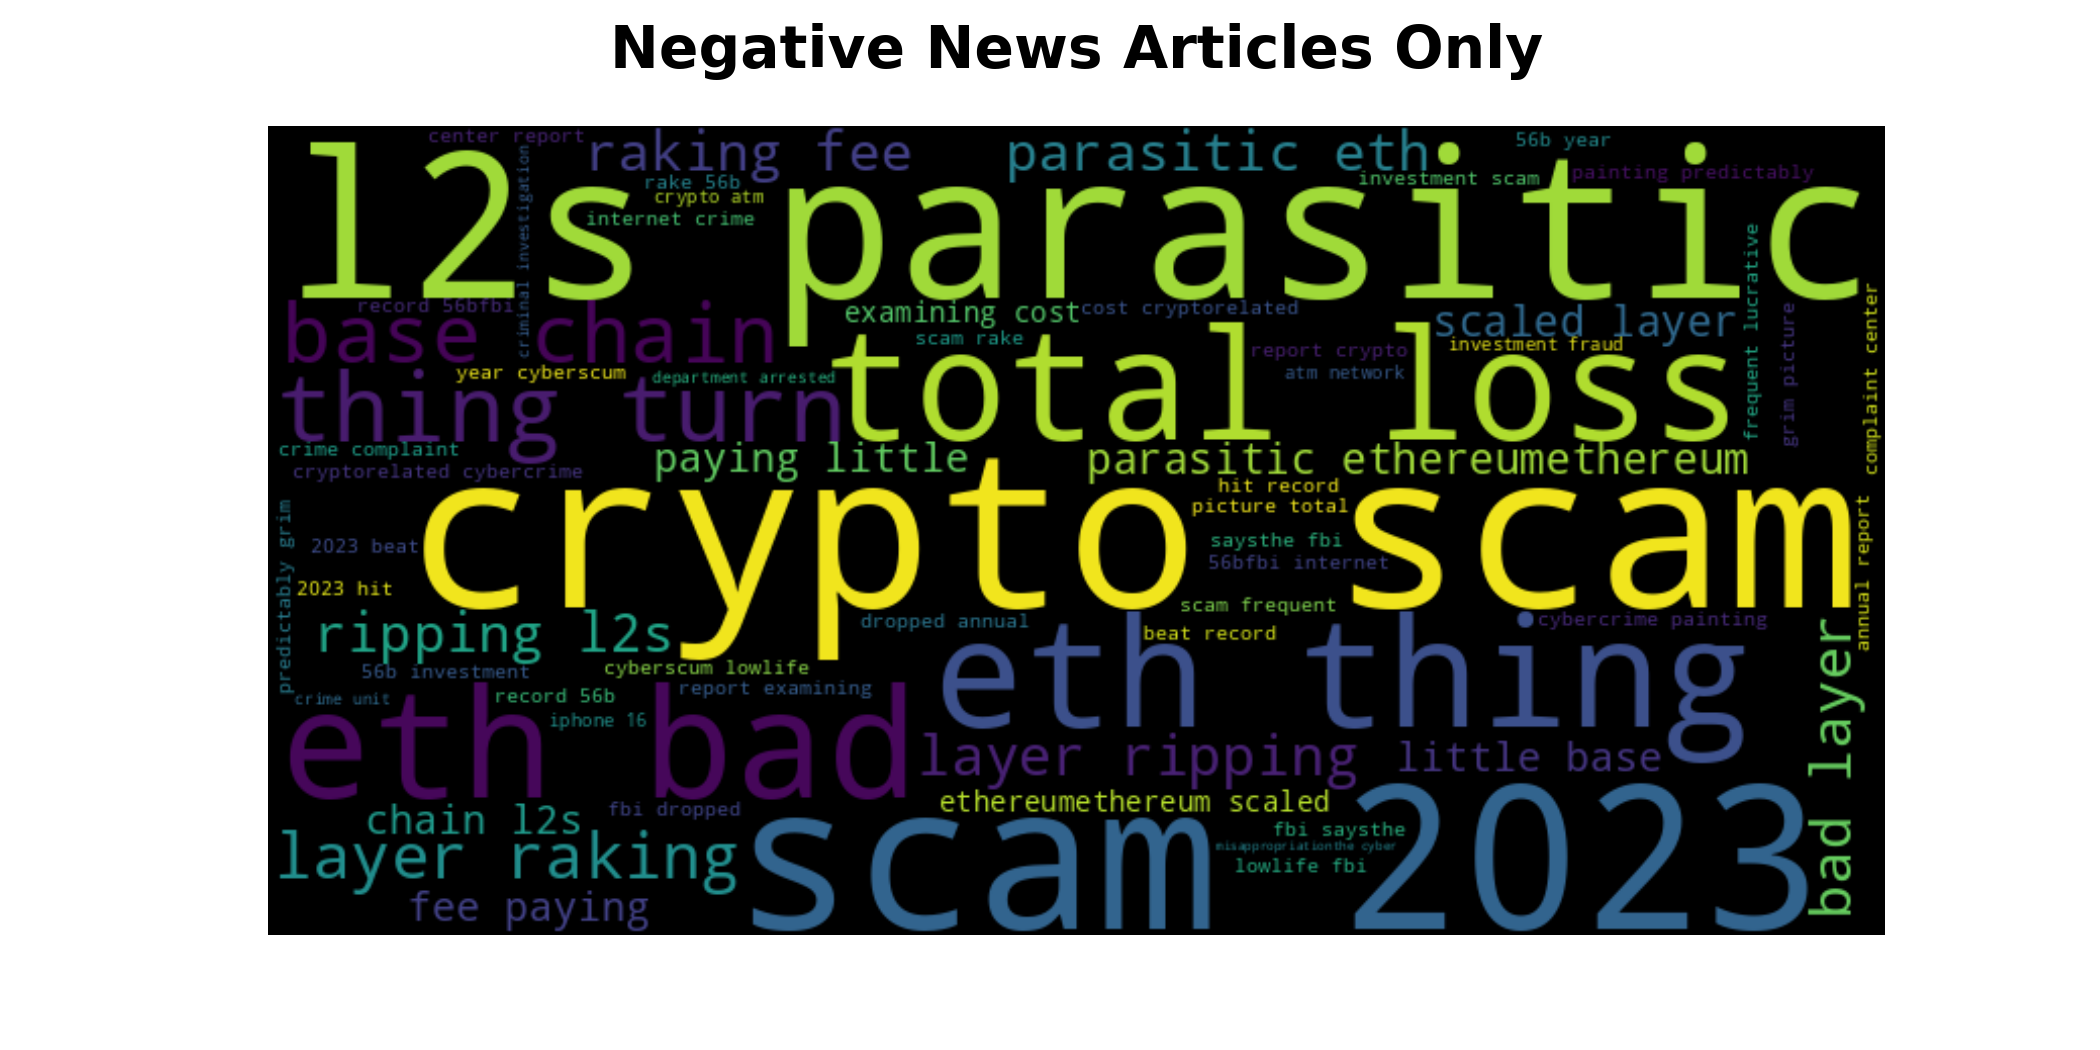 Negative News Articles Only
center report
raking fee
parasitic eth
56b year
l2s parasitic
criminal investigation
rake 56b
investment scam
painting predictably
crypto atm
internet crime
frequent lucrative
base chain
record 56bfbi
examining cost
cost cryptorelated
scaled layer
grim picture
complaint center
scam rake
report crypto
investment fraud
year cyberscum
department arrested
total loss
atm network
thing turn
crime complaint
paying little
parasitic ethereumethereum
cryptorelated cybercrime
crypto scam
hit record
picture total
predictably grim
2023 beat
saysthe fbi
annual report
56bfbi internet
2023 hit
scam frequent
ripping l2s
dropped annual
eth thing
cybercrime painting
beat record
bad layer
56b investment
cyberscum lowlife
report examining
crime unit
record 56b
iphone 16
eth bad
layer ripping
little base
chain l2s
fbi dropped
ethereumethereum scaled
scam 2023
fbi saysthe
misappropriationthe cyber
layer raking
lowlife fbi
fee paying